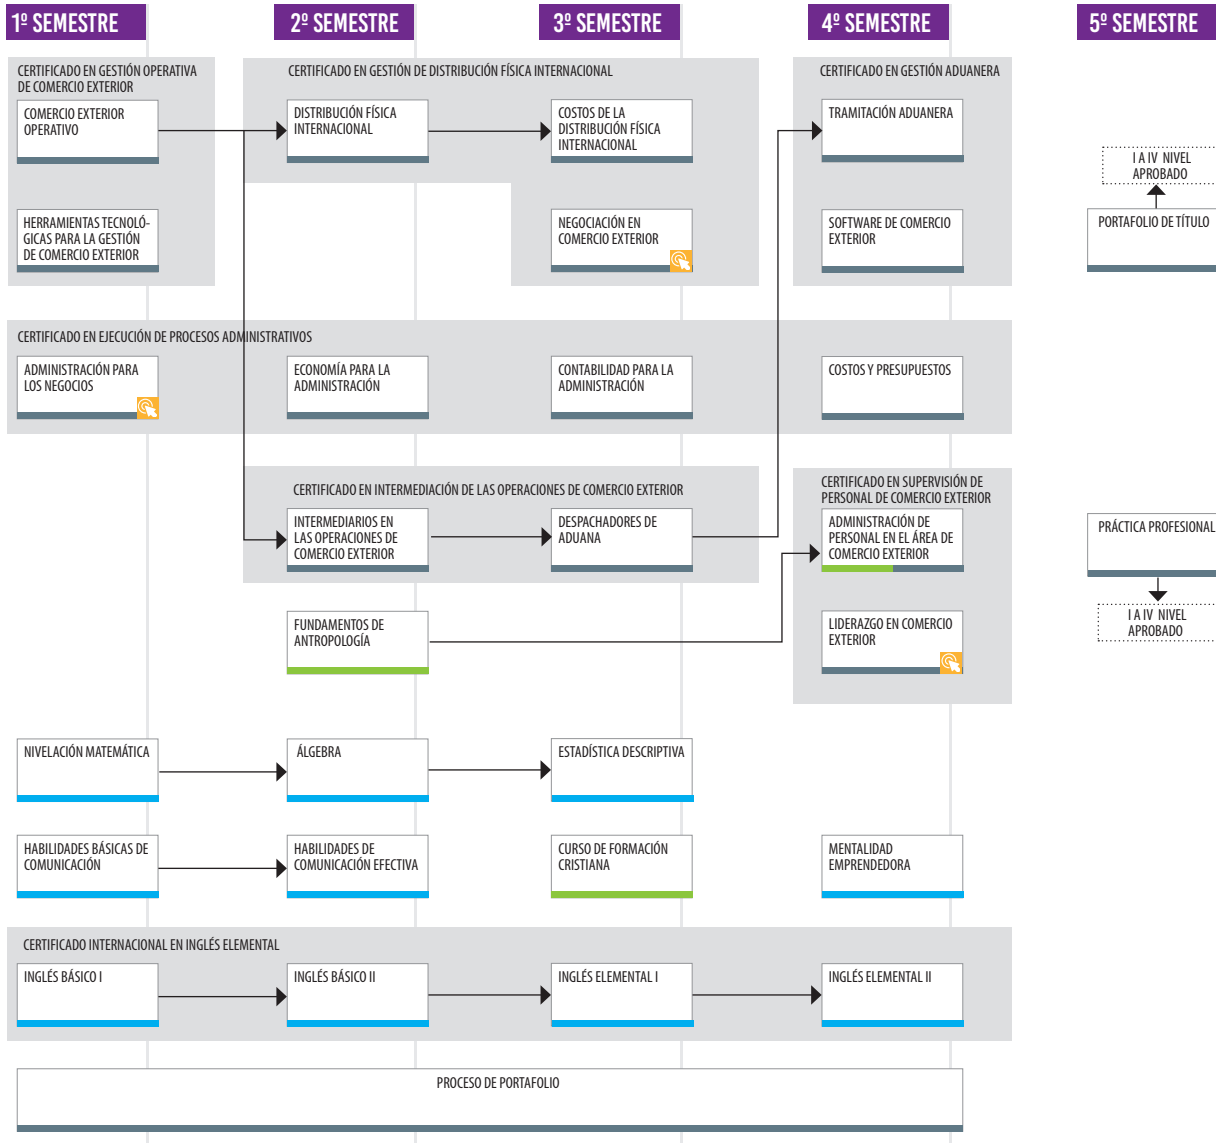 1º SEMESTRE
2º SEMESTRE
3º SEMESTRE
4º SEMESTRE
5º SEMESTRE
CERTIFICADO EN GESTIÓN OPERATIVA
DE COMERCIO EXTERIOR
CERTIFICADO EN GESTIÓN DE DISTRIBUCIÓN FÍSICA INTERNACIONAL
CERTIFICADO EN GESTIÓN ADUANERA
COMERCIO EXTERIOR
OPERATIVO
DISTRIBUCIÓN FÍSICA
INTERNACIONAL
COSTOS DE LA
DISTRIBUCIÓN FÍSICA
INTERNACIONAL
TRAMITACIÓN ADUANERA
I A IV NIVEL
APROBADO
HERRAMIENTAS TECNOLÓ-
GICAS PARA LA GESTIÓN
DE COMERCIO EXTERIOR
NEGOCIACIÓN EN
COMERCIO EXTERIOR
SOFTWARE DE COMERCIO
EXTERIOR
PORTAFOLIO DE TÍTULO
CERTIFICADO EN EJECUCIÓN DE PROCESOS ADMINISTRATIVOS
ADMINISTRACIÓN PARA
LOS NEGOCIOS
ECONOMÍA PARA LA
ADMINISTRACIÓN
CONTABILIDAD PARA LA
ADMINISTRACIÓN
COSTOS Y PRESUPUESTOS
CERTIFICADO EN INTERMEDIACIÓN DE LAS OPERACIONES DE COMERCIO EXTERIOR
CERTIFICADO EN SUPERVISIÓN DE
PERSONAL DE COMERCIO EXTERIOR
INTERMEDIARIOS EN
LAS OPERACIONES DE
COMERCIO EXTERIOR
DESPACHADORES DE
ADUANA
ADMINISTRACIÓN DE
PERSONAL EN EL ÁREA DE
COMERCIO EXTERIOR
PRÁCTICA PROFESIONAL
I A IV NIVEL
APROBADO
FUNDAMENTOS DE
ANTROPOLOGÍA
LIDERAZGO EN COMERCIO
EXTERIOR
NIVELACIÓN MATEMÁTICA
ÁLGEBRA
ESTADÍSTICA DESCRIPTIVA
HABILIDADES BÁSICAS DE
COMUNICACIÓN
HABILIDADES DE
COMUNICACIÓN EFECTIVA
CURSO DE FORMACIÓN
CRISTIANA
MENTALIDAD
EMPRENDEDORA
CERTIFICADO INTERNACIONAL EN INGLÉS ELEMENTAL
INGLÉS BÁSICO I
INGLÉS BÁSICO II
INGLÉS ELEMENTAL I
INGLÉS ELEMENTAL II
PROCESO DE PORTAFOLIO